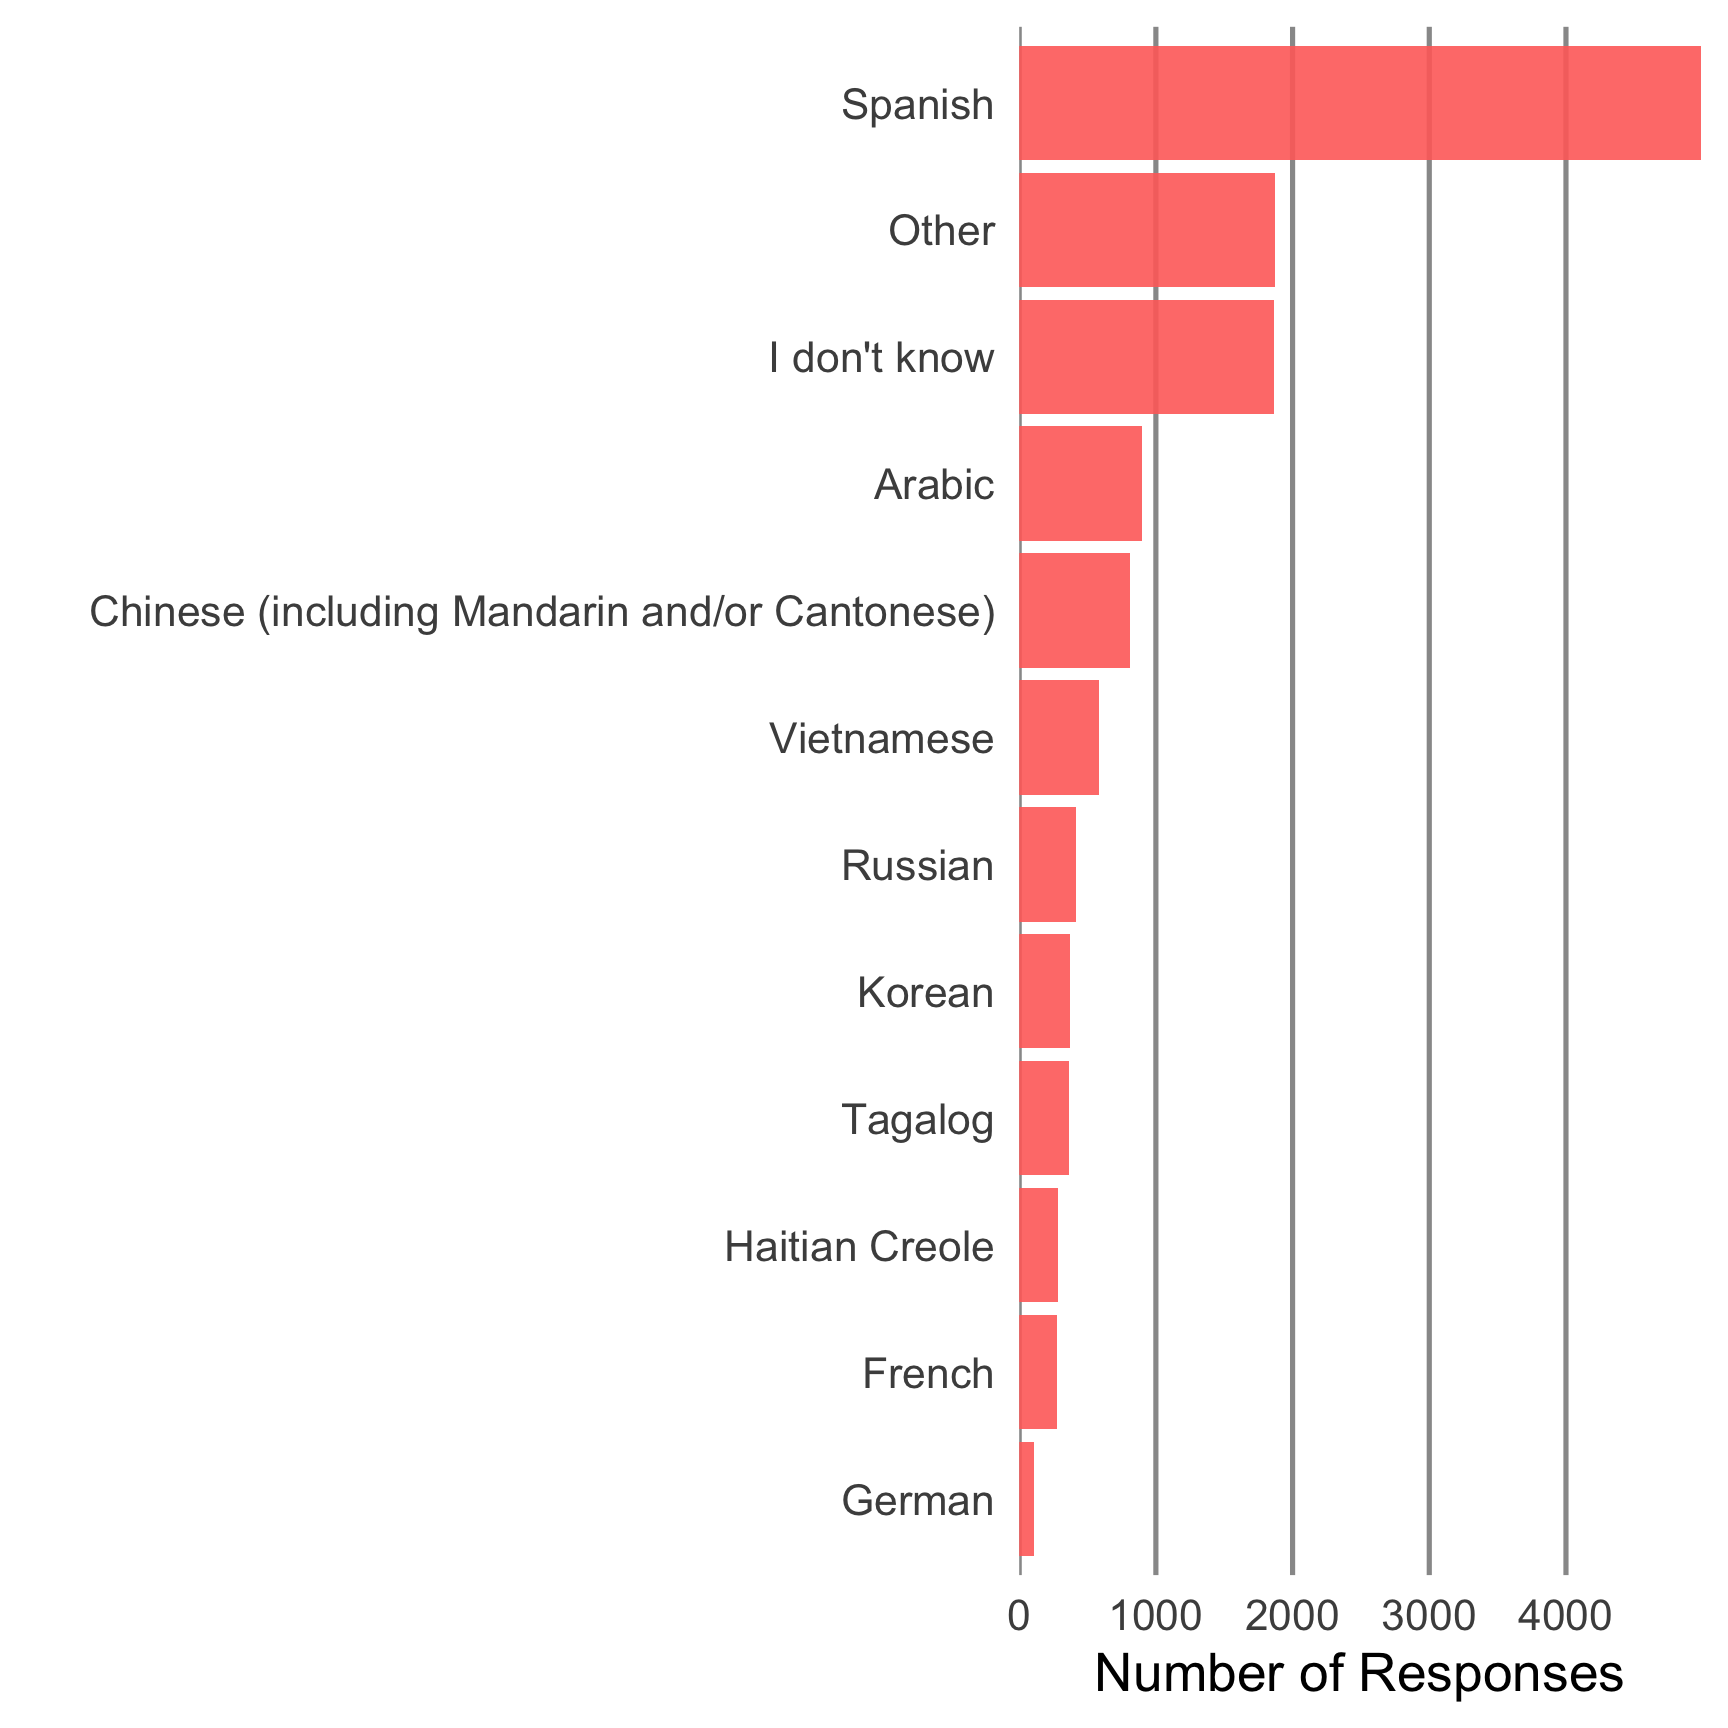 Spanish
Other
I don't know
Arabic
Chinese (including Mandarin and/or Cantonese)
Vietnamese
Russian
Korean
Tagalog
Haitian Creole
French
German
0 1000 2000 3000 4000
Number of Responses